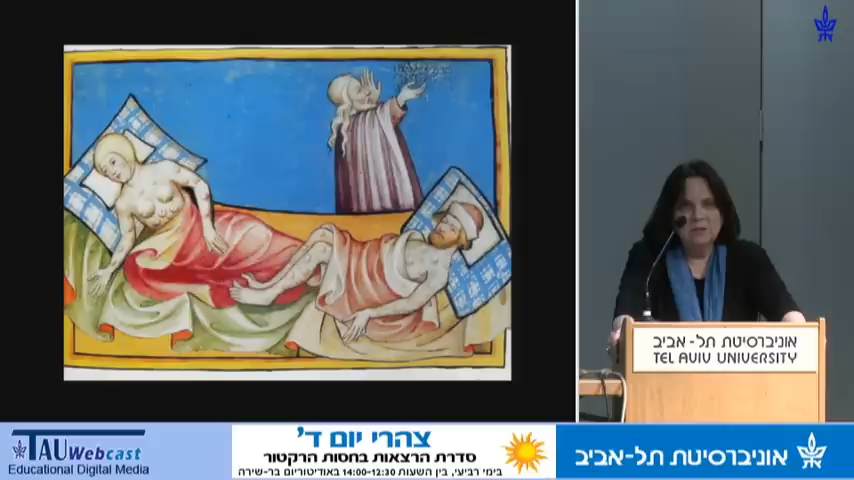 אוניברסיטת תל-אביב
TEL AVIV UNIVERSITY
TAU Webcast
Educational Digital Media
צהרי יום ד'
סדרת הרצאות בחסות הרקטור
בימי רביעי, בין השעות 14:00-12:30 באודיטוריום בר-שירה
אוניברסיטת תל-אביב